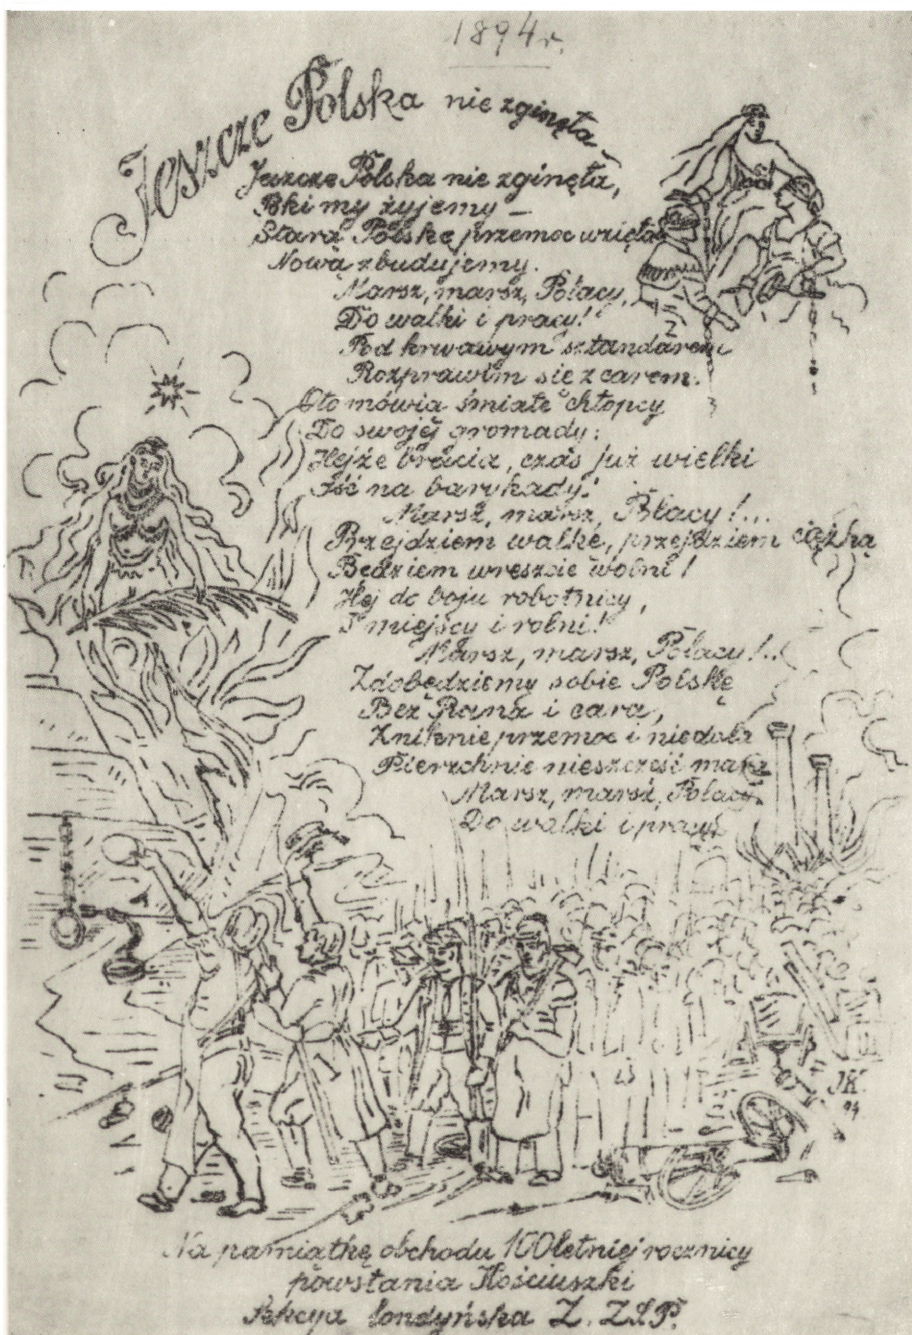 1894 r.
Jeszcze Polska nie zginęła
Jeszcze Polska nie zginęła,
Póki my żyjemy —
Starą Polskę przemoc wzięła
Nową zbudujemy.
Marsz, marsz, Polacy,
Do walki i pracy!
Pod krwawym sztandarem
Rozprawim się z carem.
Oto mówią śmiałe chłopcy
Do swojéj gromady:
Hejże bracia, czas już wielki
Iść na barykady!
Marsz, marsz, Polacy!...
Przejdziem walkę, przejdziem ciężką
Będziem wreszcie wolni!
Hej do boju robotnicy,
I miejscy i rolni!
Marsz, marsz, Polacy!..
Zdobędziemy sobie Polskę
Bez Pana i cara,
Zniknie przemoc i niedola
Pierzchnie nieszczęść mara
Marsz, marsz, Polacy
Do walki i pracy!
JK.
94
Na pamiątkę obchodu 100letniej rocznicy
powstania Kościuszki
Sekcya londyńska Z. Z.S.P.